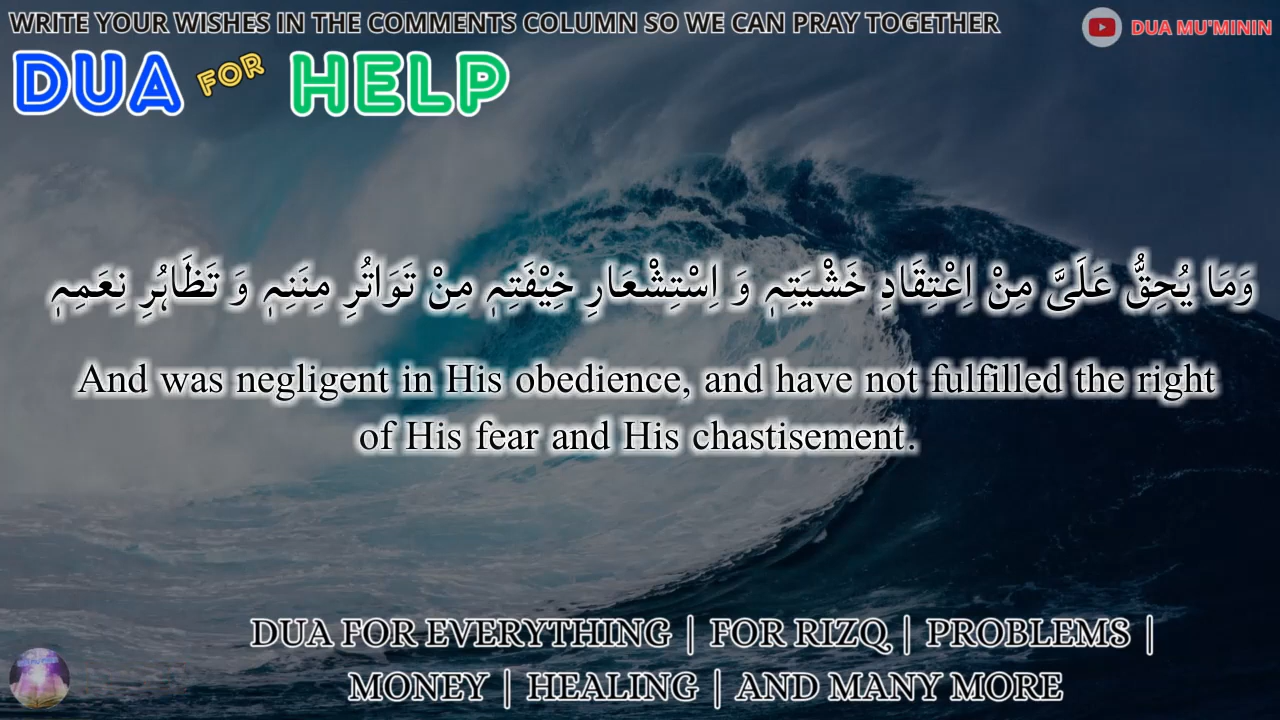 WRITE YOUR WISHES IN THE COMMENTS COLUMN SO WE CAN PRAY TOGETHER
DUA MU'MININ
DUA FOR HELP
وَمَا يُحِقُّ عَلَىَّ مِنْ اِعْتِقَادِ خَشْيَتِہٖ وَ اِسْتِشْعَارِ خِيْفَتِہٖ مِنْ تَوَاتُرِ مِنَنِہٖ وَ تَظَاہُرِ نِعَمِہٖ
And was negligent in His obedience, and have not fulfilled the right
of His fear and His chastisement.
DUA FOR EVERYTHING | FOR RIZQ | PROBLEMS |
MONEY | HEALING | AND MANY MORE